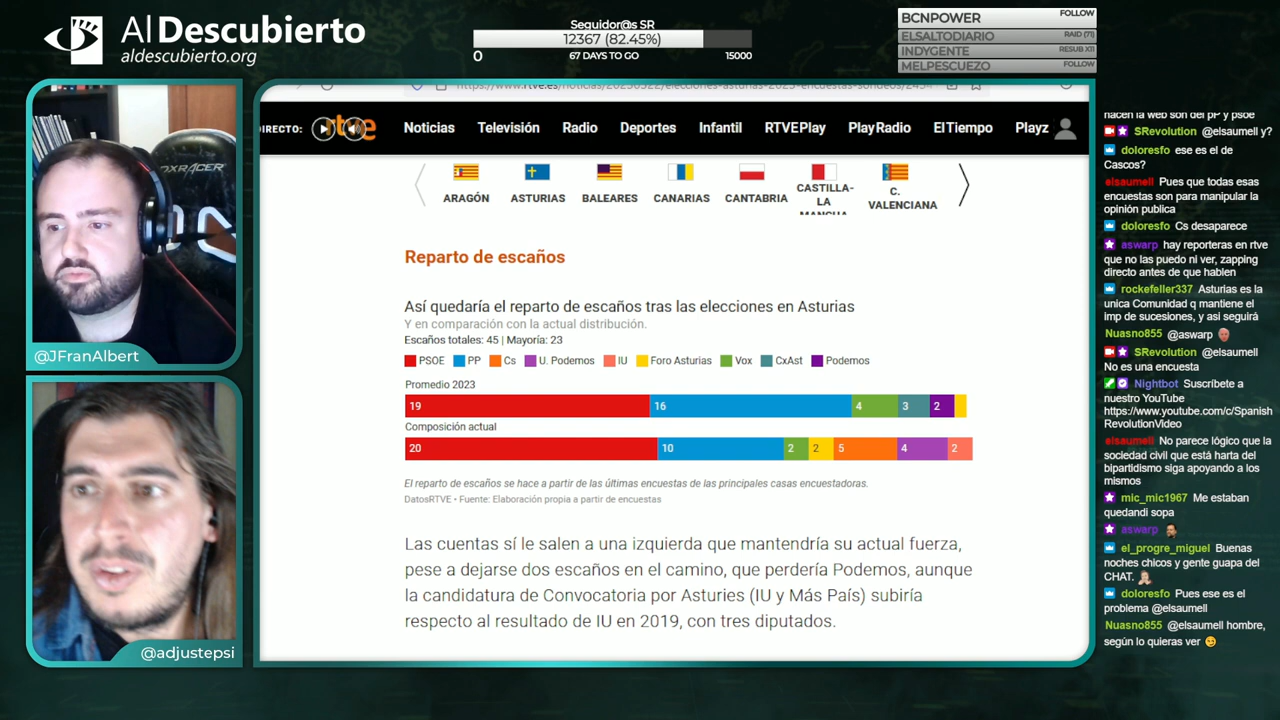 Al Descubierto
aldescubierto.org
Seguidor@s SR
12367 (82.45%)
0
67 DAYS TO GO
15000
BCNPOWER
FOLLOW
ELSALTODIARIO
RAID (71)
INDYGENTE
RESUB X11
MELPESCUEZO
FOLLOW
@JFranAlbert
DXRACER
@adjustepsi
DIRECTO:
rtve
Noticias
Televisión
Radio
Deportes
Infantil
RTVEPlay
PlayRadio
ElTiempo
Playz
ARAGÓN
ASTURIAS
BALEARES
CANARIAS
CANTABRIA
CASTILLA-
LA
MANCHA
C.
VALENCIANA
Reparto de escaños
Así quedaría el reparto de escaños tras las elecciones en Asturias
Y en comparación con la actual distribución.
Escaños totales: 45 | Mayoría: 23
PSOE PP Cs U. Podemos IU Foro Asturias Vox CxAst Podemos
Promedio 2023
19 16 4 3 2
Composición actual
20 10 2 2 5 4 2
El reparto de escaños se hace a partir de las últimas encuestas de las principales casas encuestadoras.
DatosRTVE • Fuente: Elaboración propia a partir de encuestas
Las cuentas sí le salen a una izquierda que mantendría su actual fuerza,
pese a dejarse dos escaños en el camino, que perdería Podemos, aunque
la candidatura de Convocatoria por Asturies (IU y Más País) subiría
respecto al resultado de IU en 2019, con tres diputados.
hacen la web son del pP y psoe
SRevolution @elsaumell y?
doloresfo ese es el de
Cascos?
elsaumell Pues que todas esas
encuestas son para manipular la
opinión publica
doloresfo Cs desaparece
aswarp hay reporteras en rtve
que no las puedo ni ver, zapping
directo antes de que hablen
rockefeller337 Asturias es la
unica Comunidad q mantiene el
imp de sucesiones, y asi seguirá
Nuasno855 @aswarp
SRevolution @elsaumell
No es una encuesta
Nightbot Suscríbete a
nuestro YouTube
https://www.youtube.com/c/Spanish
RevolutionVideo
elsaumell No parece lógico que la
sociedad civil que está harta del
bipartidismo siga apoyando a los
mismos
mic_mic1967 Me estaban
quedandi sopa
aswarp
el_progre_miguel Buenas
noches chicos y gente guapa del
CHAT.
doloresfo Pues ese es el
problema @elsaumell
Nuasno855 @elsaumell hombre,
según lo quieras ver